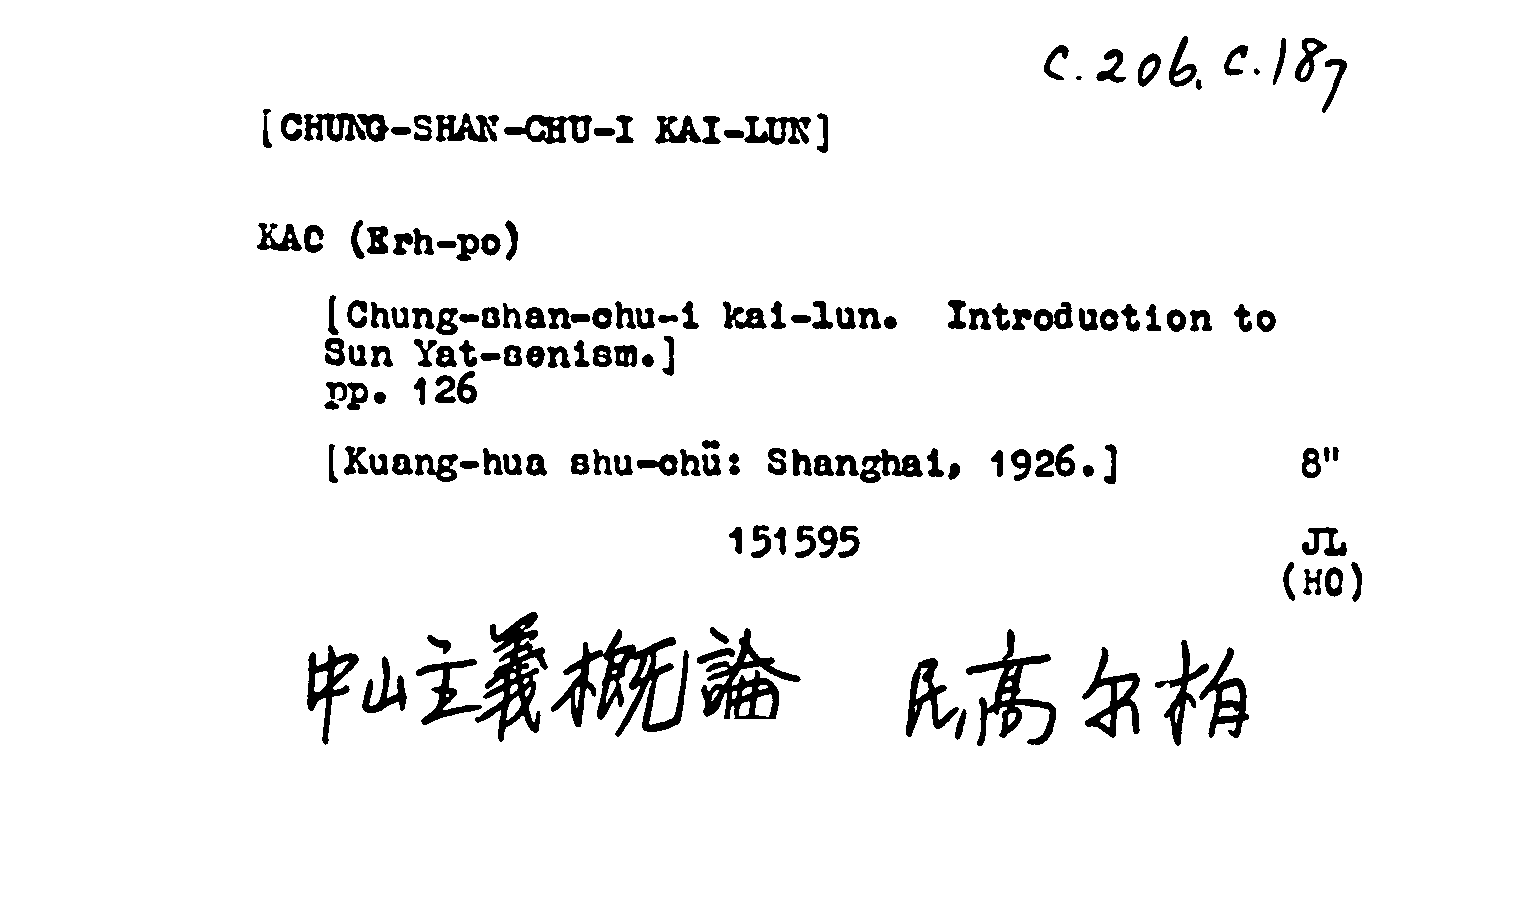 C.206.C.187
[CHUNG-SHAN-CHU-I KAI-LUN]
KAO (Erh-po)
[Chung-shan-chu-i kai-lun. Introduction to
Sun Yat-senism.]
pp. 126
[Kuang-hua shu-chü: Shanghai, 1926.] 8"
151595 JL
(HO)
中山主義概論 民,高尔柏